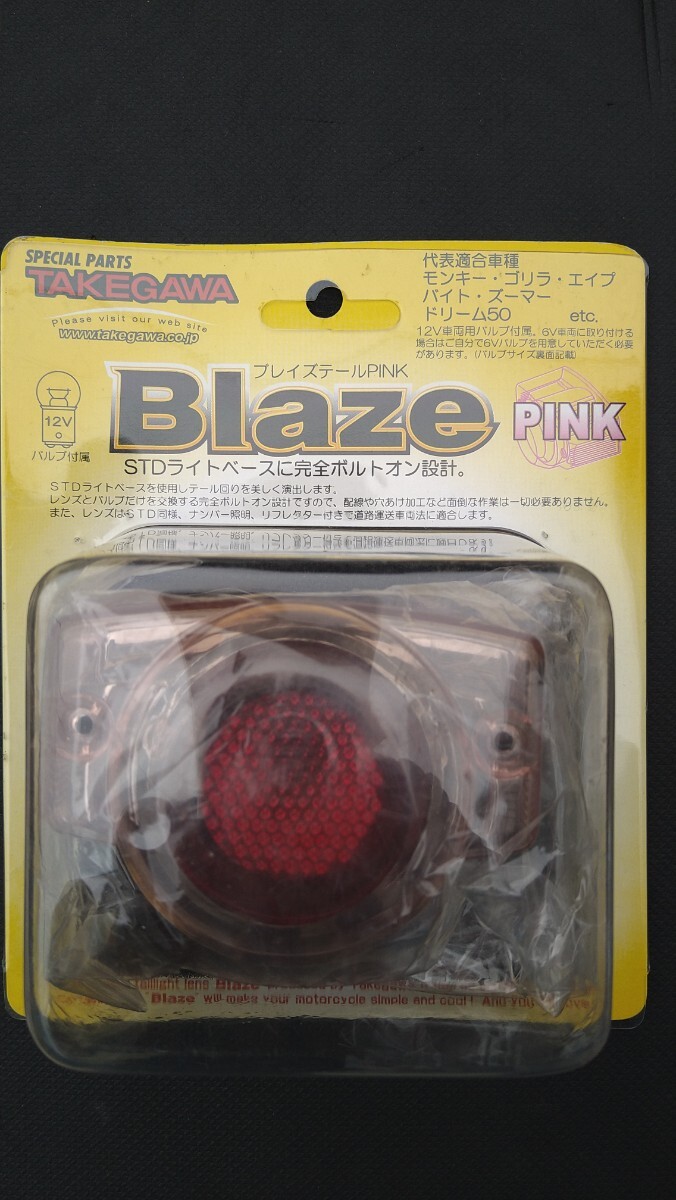 SPECIAL PARTS
TAKEGAWA
Please visit our web site
www.takegawa.co.jp
代表適合車種
モンキー・ゴリラ・エイプ
バイト・ズーマー
ドリーム50 etc.
12V車両用バルブ付属。6V車両に取り付ける
場合はご自分で6Vバルブを用意していただく必要
があります。(バルブサイズ裏面記載)
12V
バルブ付属
ブレイズテールPINK
Blaze
PINK
STDライトベースに完全ボルトオン設計。
STDライトベースを使用しテール回りを美しく演出します。
レンズとバルブだけを交換する完全ボルトオン設計ですので、配線や穴あけ加工など面倒な作業は一切必要ありません。
また、レンズはSTD同様、ナンバー照明、リフレクター付きで道路運送車両法に適合します。
taillight lens Blaze produced by Takegawa
"Blaze" will make your motorcycle simple and cool! And you